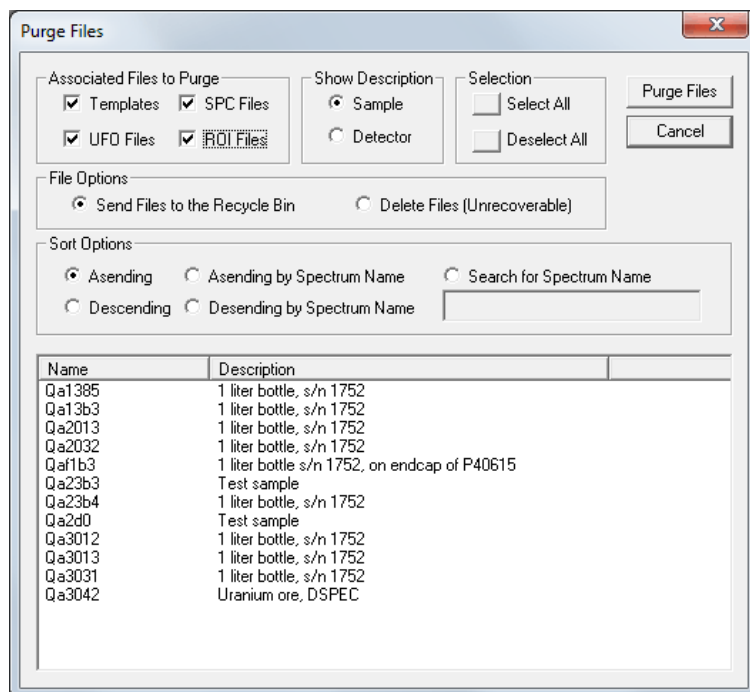 Purge Files
Associated Files to Purge
Templates SPC Files
UFO Files ROI Files
Show Description
Sample
Detector
Selection
Select All
Deselect All
Purge Files
Cancel
File Options
Send Files to the Recycle Bin Delete Files (Unrecoverable)
Sort Options
Asending Asending by Spectrum Name Search for Spectrum Name
Descending Desending by Spectrum Name
Name Description
Qa1385 1 liter bottle, s/n 1752
Qa13b3 1 liter bottle, s/n 1752
Qa2013 1 liter bottle, s/n 1752
Qa2032 1 liter bottle, s/n 1752
Qaf1b3 1 liter bottle s/n 1752, on endcap of P40615
Qa23b3 Test sample
Qa23b4 1 liter bottle, s/n 1752
Qa2d0 Test sample
Qa3012 1 liter bottle, s/n 1752
Qa3013 1 liter bottle, s/n 1752
Qa3031 1 liter bottle, s/n 1752
Qa3042 Uranium ore, DSPEC